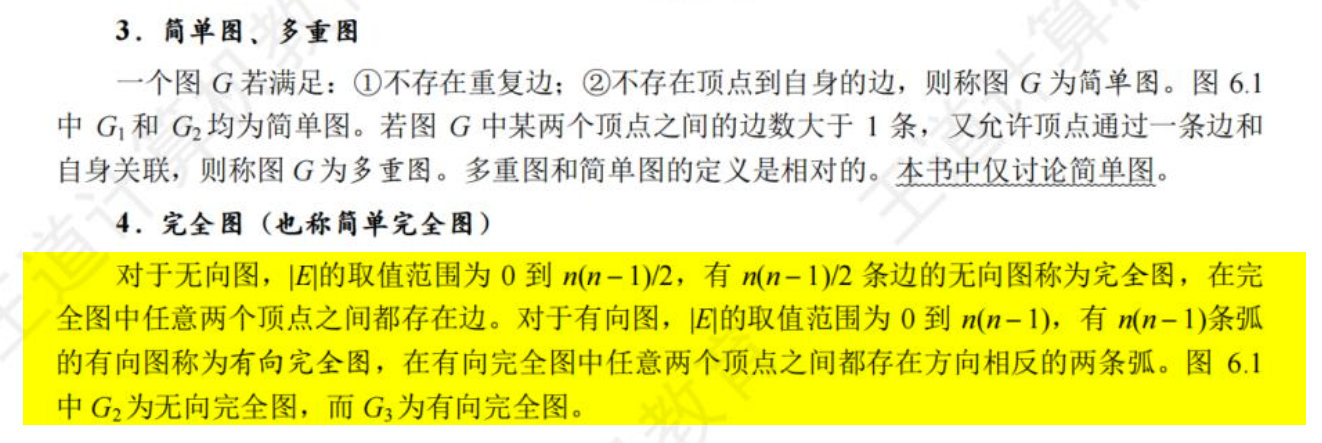 3．简单图、多重图
一个图 G 若满足：①不存在重复边；②不存在顶点到自身的边，则称图 G 为简单图。图 6.1
中 G₁和 G₂均为简单图。若图 G 中某两个顶点之间的边数大于 1 条，又允许顶点通过一条边和
自身关联，则称图 G 为多重图。多重图和简单图的定义是相对的。本书中仅讨论简单图。
4．完全图（也称简单完全图）
对于无向图，|E|的取值范围为 0 到 n(n−1)/2，有 n(n−1)/2 条边的无向图称为完全图，在完
全图中任意两个顶点之间都存在边。对于有向图，|E|的取值范围为 0 到 n(n−1)，有 n(n−1)条弧
的有向图称为有向完全图，在有向完全图中任意两个顶点之间都存在方向相反的两条弧。图 6.1
中 G₂为无向完全图，而 G₃为有向完全图。